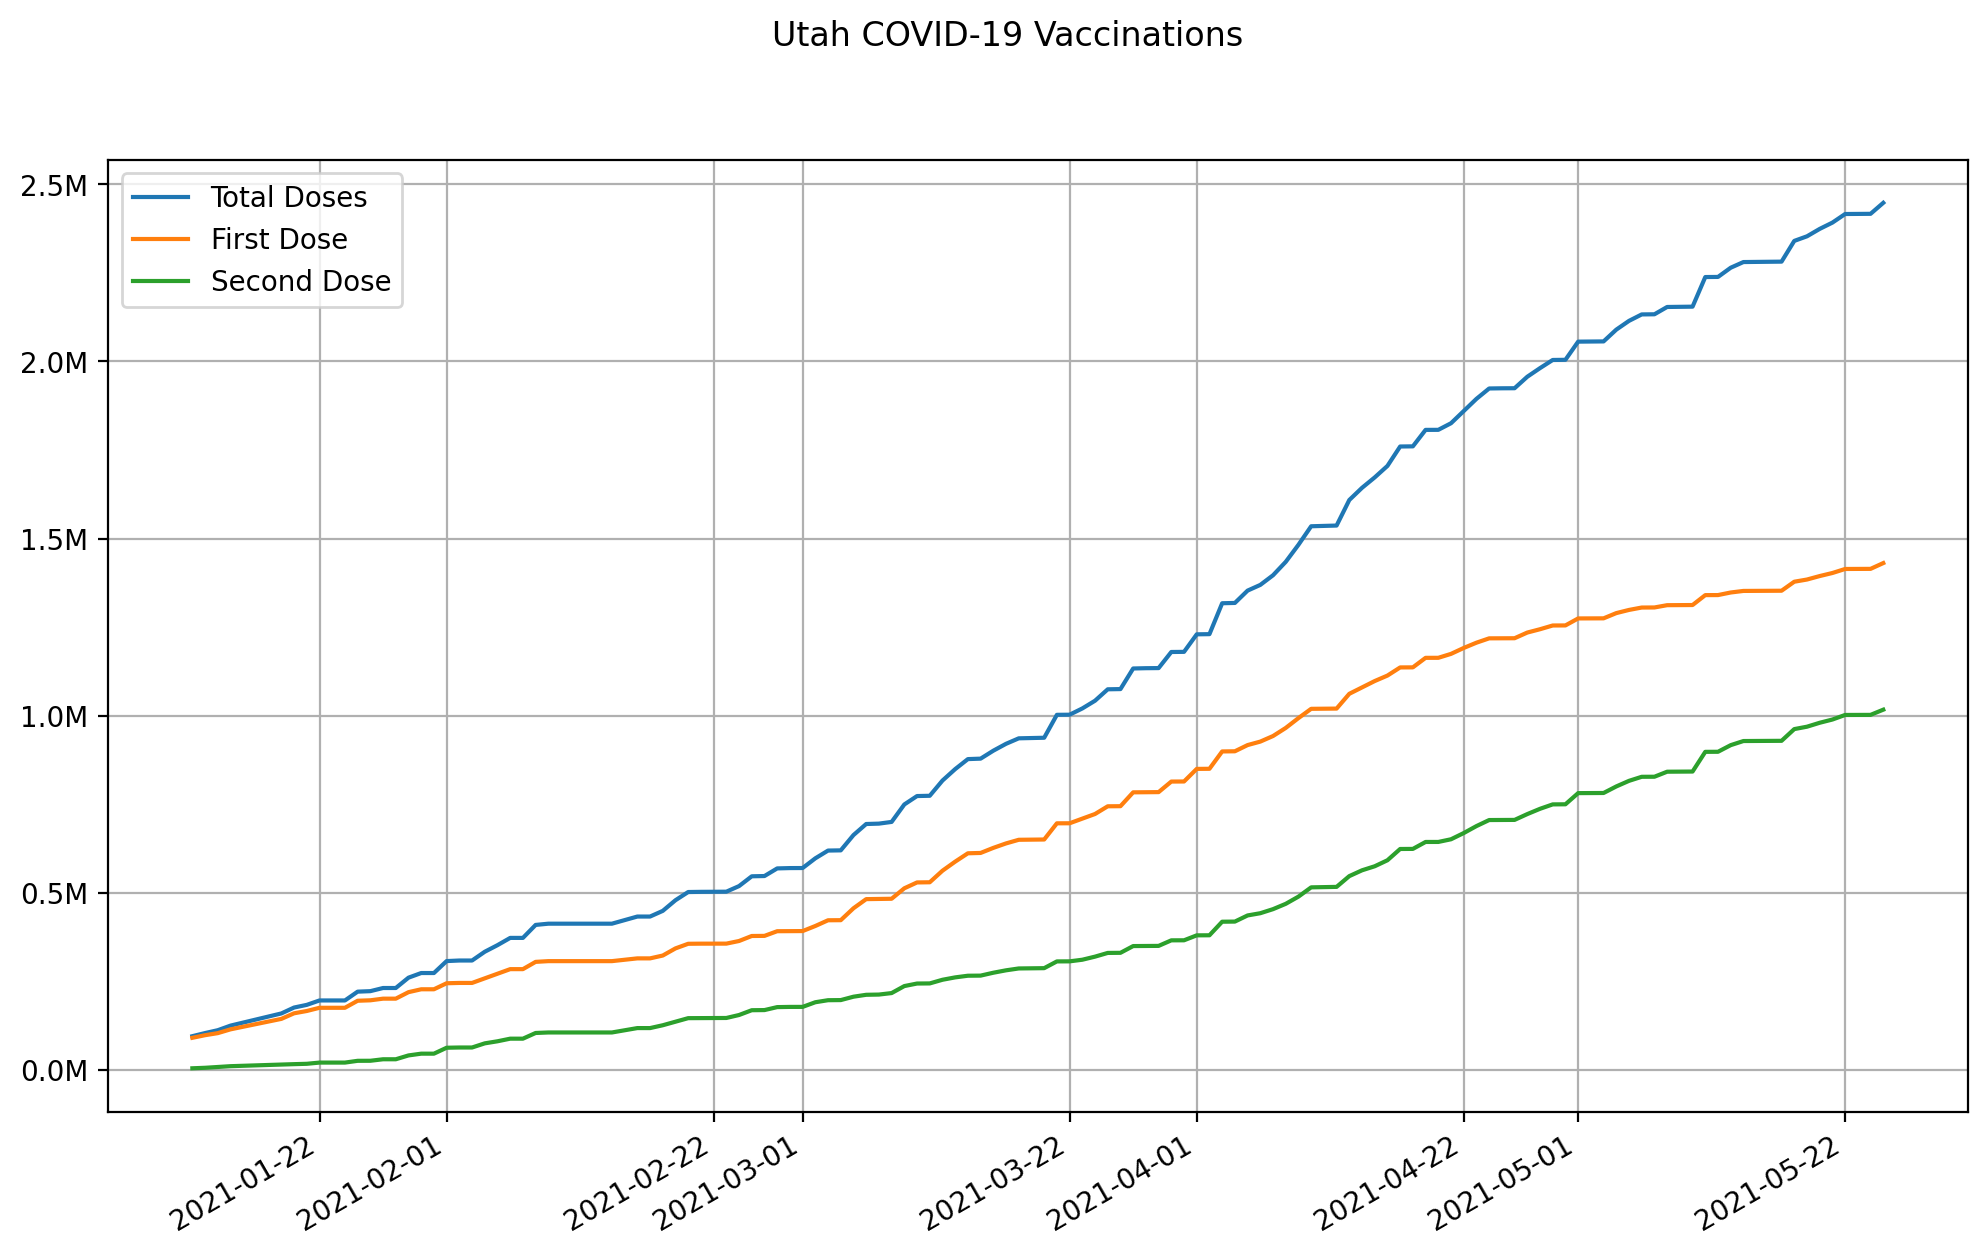 Utah COVID-19 Vaccinations
2.5M
2.0M
1.5M
1.0M
0.5M
0.0M
Total Doses
First Dose
Second Dose
2021-01-22
2021-02-01
2021-02-22
2021-03-01
2021-03-22
2021-04-01
2021-04-22
2021-05-01
2021-05-22